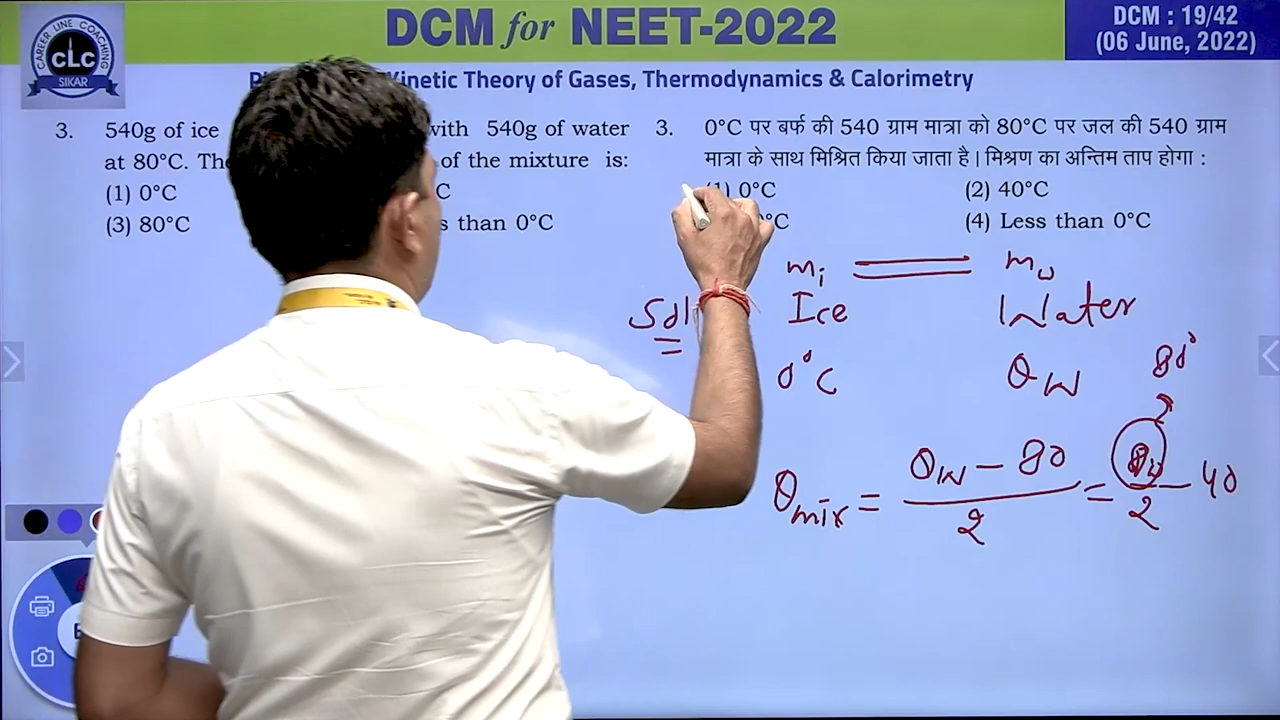 DCM for NEET-2022
DCM : 19/42
(06 June, 2022)
CAREER LINE COACHING
CLC
SIKAR
Kinetic Theory of Gases, Thermodynamics & Calorimetry
3. 540g of ice with 540g of water
at 80°C. of the mixture is:
(1) 0°C C
(3) 80°C s than 0°C
3. 0°C पर बर्फ की 540 ग्राम मात्रा को 80°C पर जल की 540 ग्राम
मात्रा के साथ मिश्रित किया जाता है। मिश्रण का अन्तिम ताप होगा :
(1) 0°C (2) 40°C
0°C (4) Less than 0°C
mi = mw
Sol Ice Water
0°C θw 80°
θmix = θw - 80 / 2 = 80 / 2 - 40